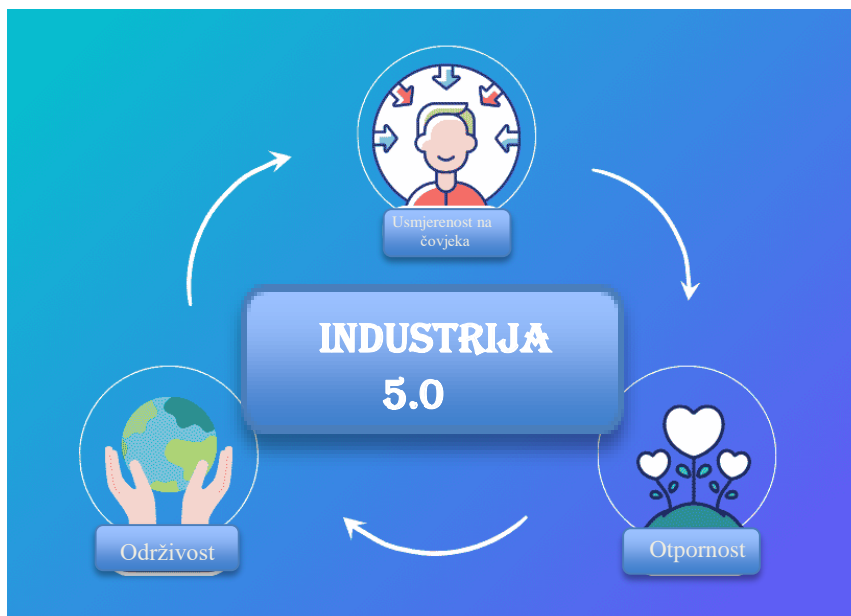 Usmjerenost na
čovjeka
INDUSTRIJA
5.0
Održivost
Otpornost